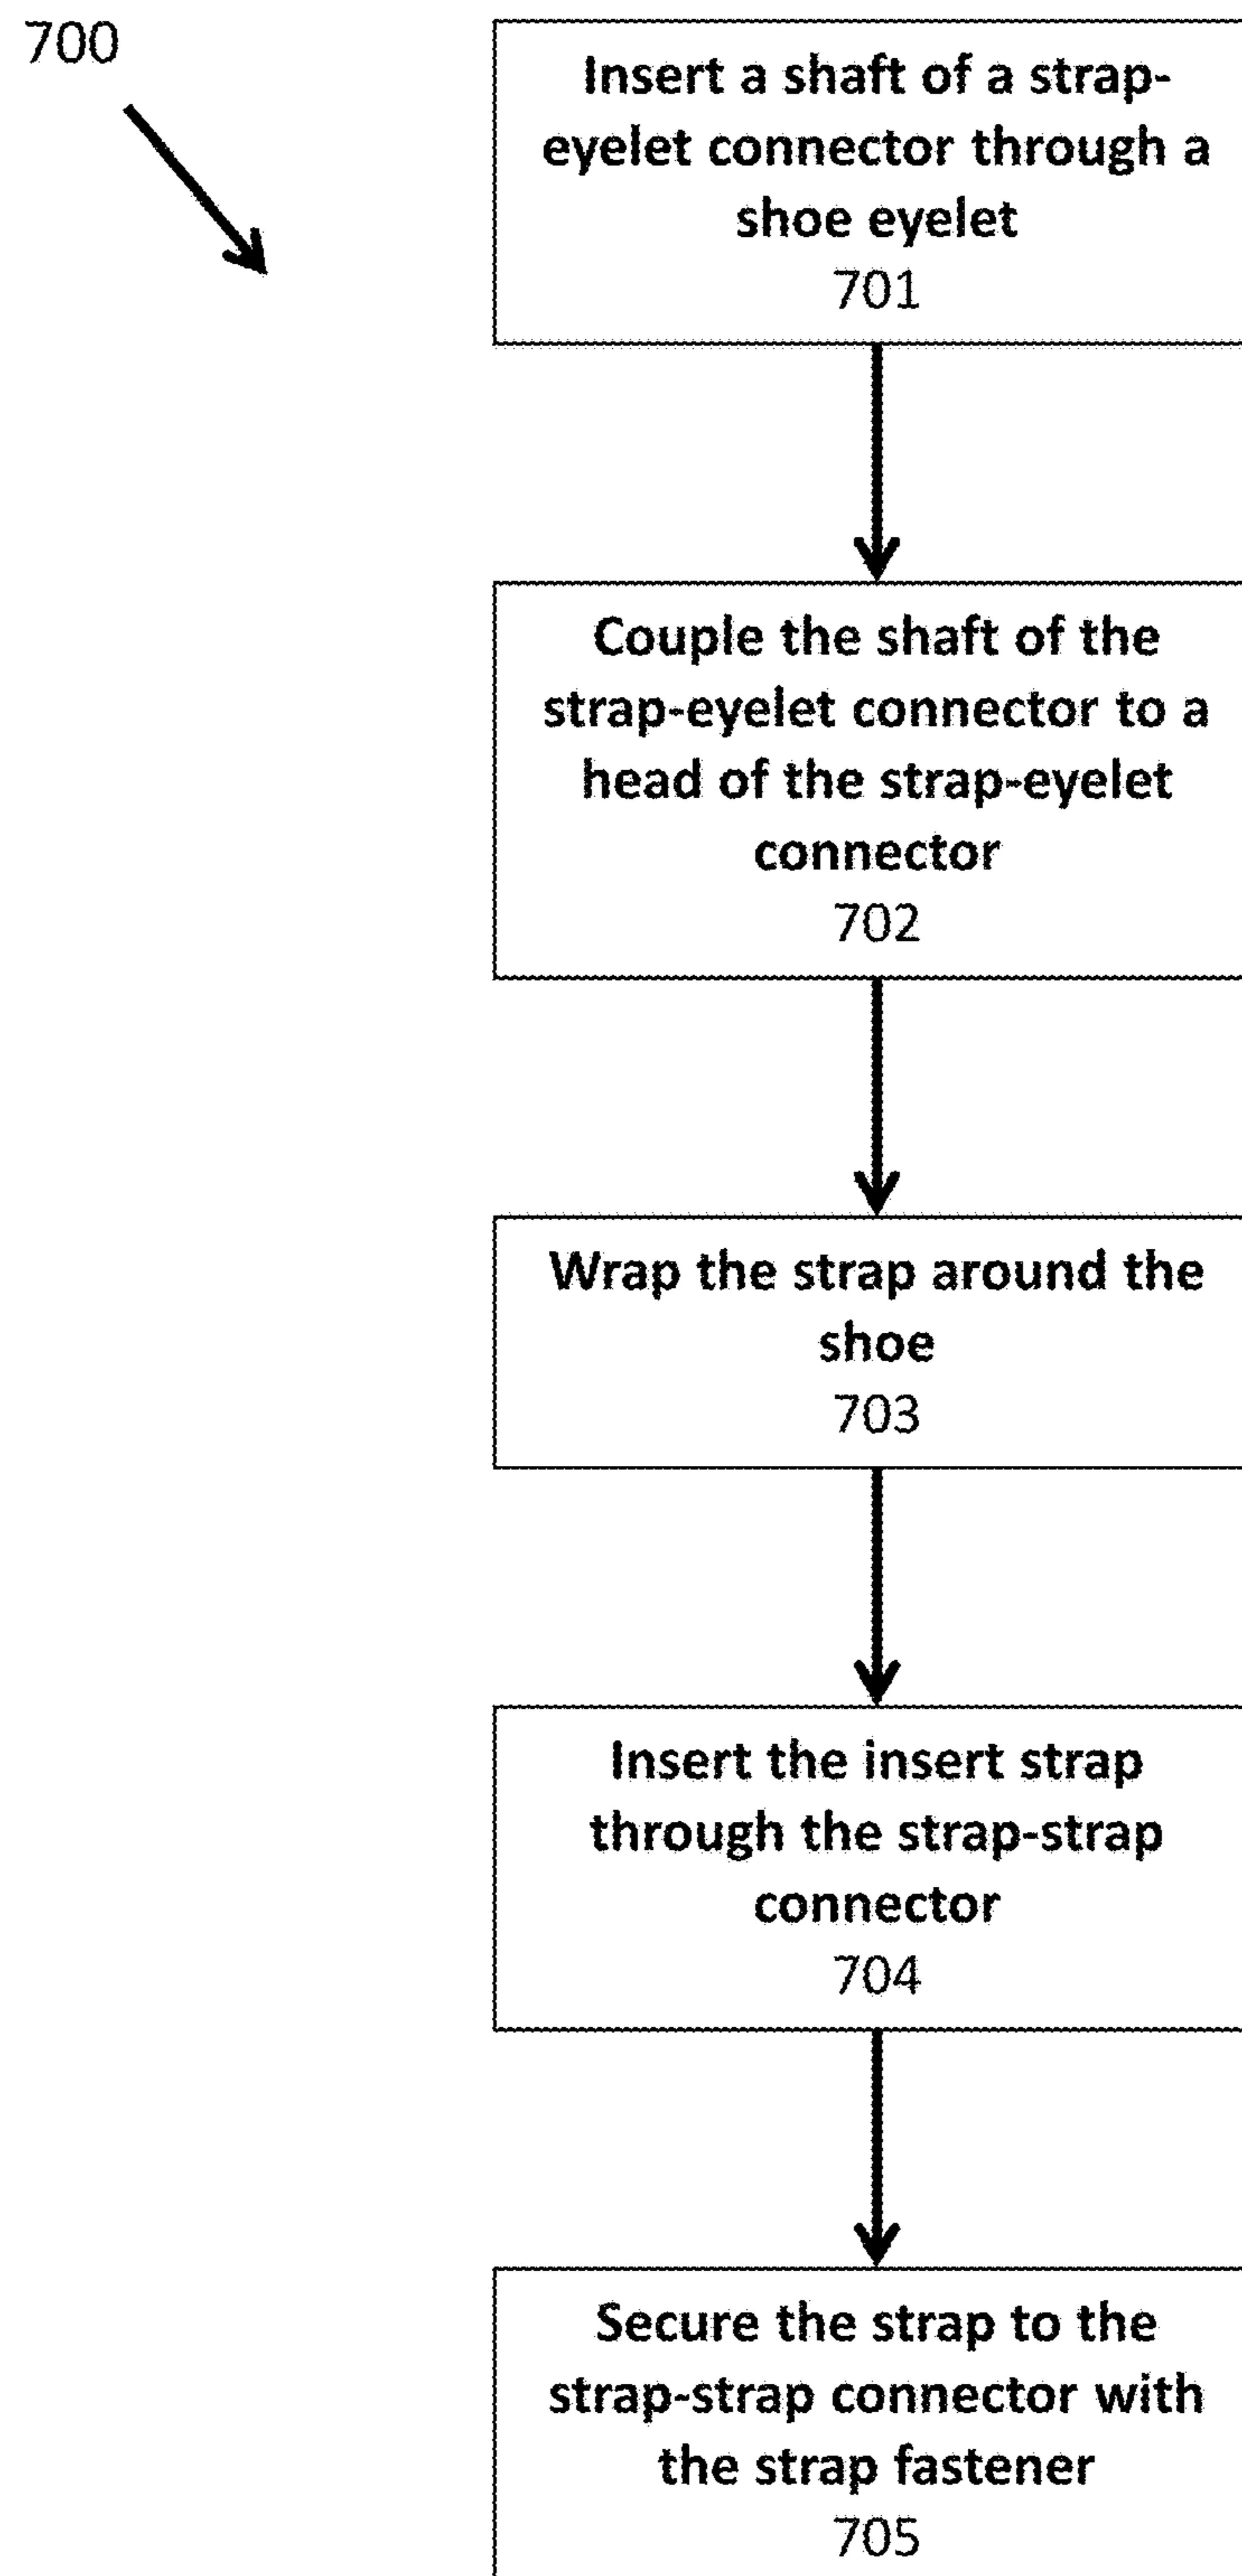 700
Insert a shaft of a strap-
eyelet connector through a
shoe eyelet
701
Couple the shaft of the
strap-eyelet connector to a
head of the strap-eyelet
connector
702
Wrap the strap around the
shoe
703
Insert the insert strap
through the strap-strap
connector
704
Secure the strap to the
strap-strap connector with
the strap fastener
705